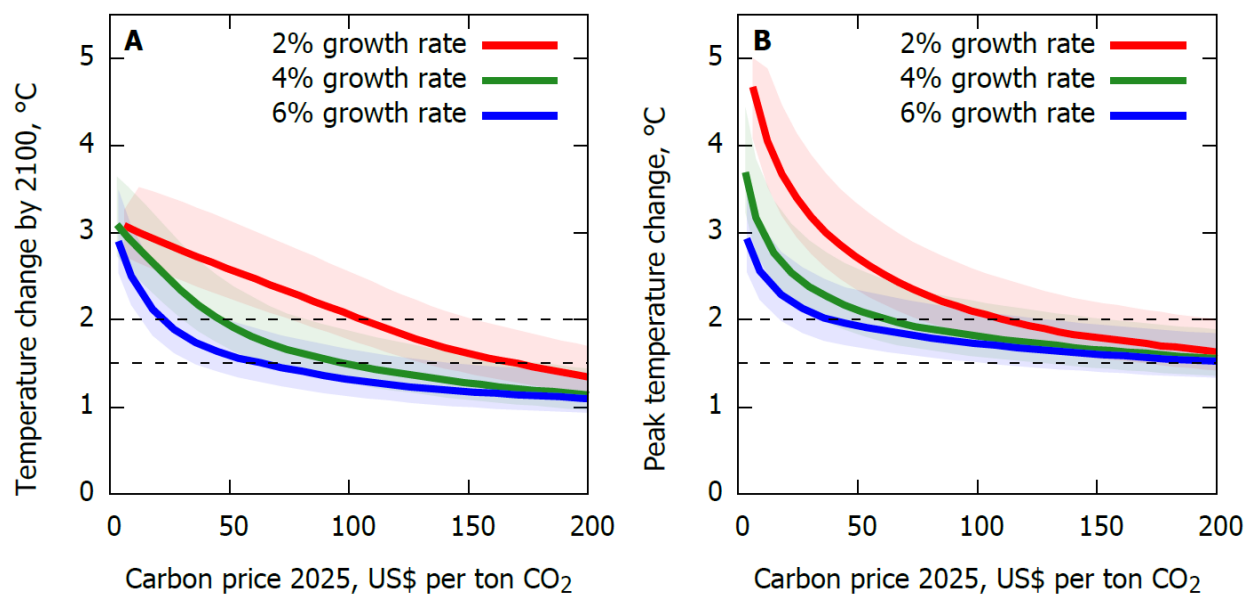 A
2% growth rate
4% growth rate
6% growth rate
Temperature change by 2100, °C
5
4
3
2
1
0
0 50 100 150 200
Carbon price 2025, US$ per ton CO₂
B
2% growth rate
4% growth rate
6% growth rate
Peak temperature change, °C
5
4
3
2
1
0
0 50 100 150 200
Carbon price 2025, US$ per ton CO₂